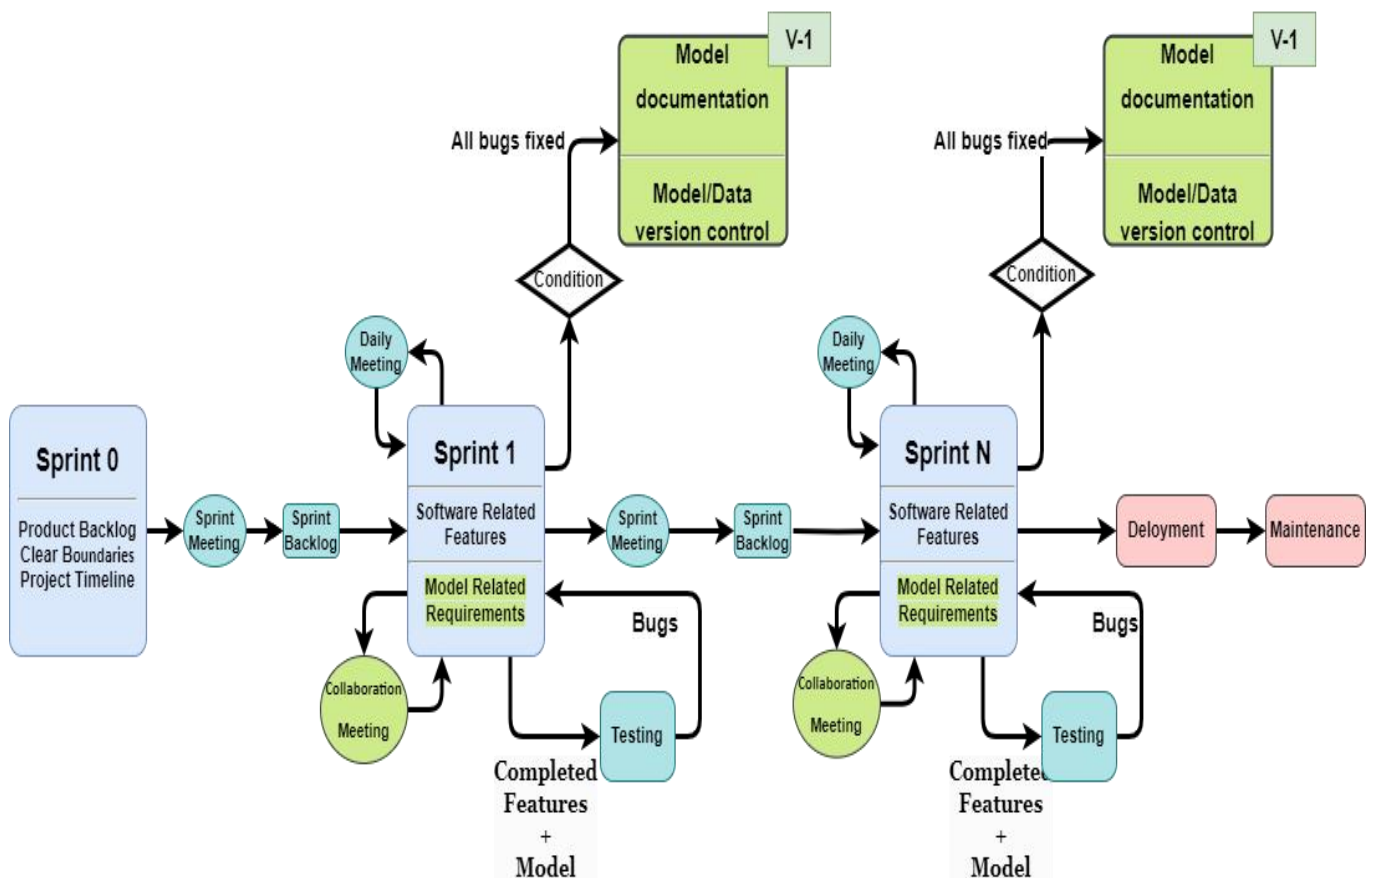 V-1
Model
documentation
Model/Data
version control
All bugs fixed
Condition
V-1
Model
documentation
Model/Data
version control
All bugs fixed
Condition
Sprint 0
Product Backlog
Clear Boundaries
Project Timeline
Sprint
Meeting
Sprint
Backlog
Daily
Meeting
Sprint 1
Software Related
Features
Model Related
Requirements
Collaboration
Meeting
Bugs
Testing
Completed
Features
+
Model
Sprint
Meeting
Sprint
Backlog
Daily
Meeting
Sprint N
Software Related
Features
Model Related
Requirements
Collaboration
Meeting
Bugs
Testing
Completed
Features
+
Model
Deloyment
Maintenance